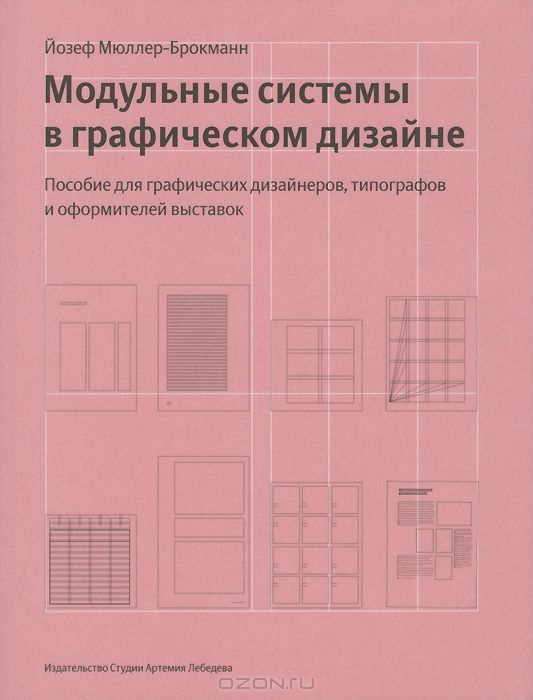 Йозеф Мюллер-Брокманн
Модульные системы
в графическом дизайне
Пособие для графических дизайнеров, типографов
и оформителей выставок
Издательство Студии Артемия Лебедева
OZON.ru